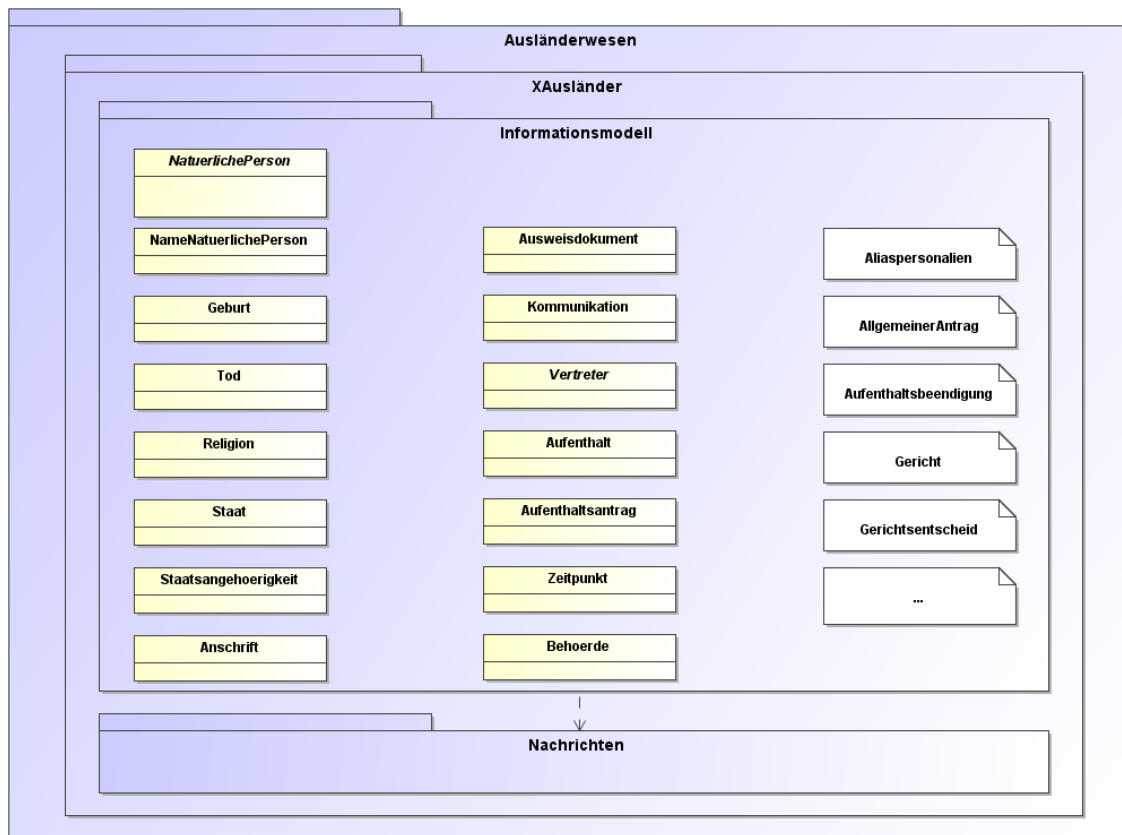 Ausländerwesen
XAusländer
Informationsmodell
NatuerlichePerson
NameNatuerlichePerson
Geburt
Tod
Religion
Staat
Staatsangehoerigkeit
Anschrift
Ausweisdokument
Kommunikation
Vertreter
Aufenthalt
Aufenthaltsantrag
Zeitpunkt
Behoerde
Aliaspersonalien
AllgemeinerAntrag
Aufenthaltsbeendigung
Gericht
Gerichtsentscheid
...
Nachrichten